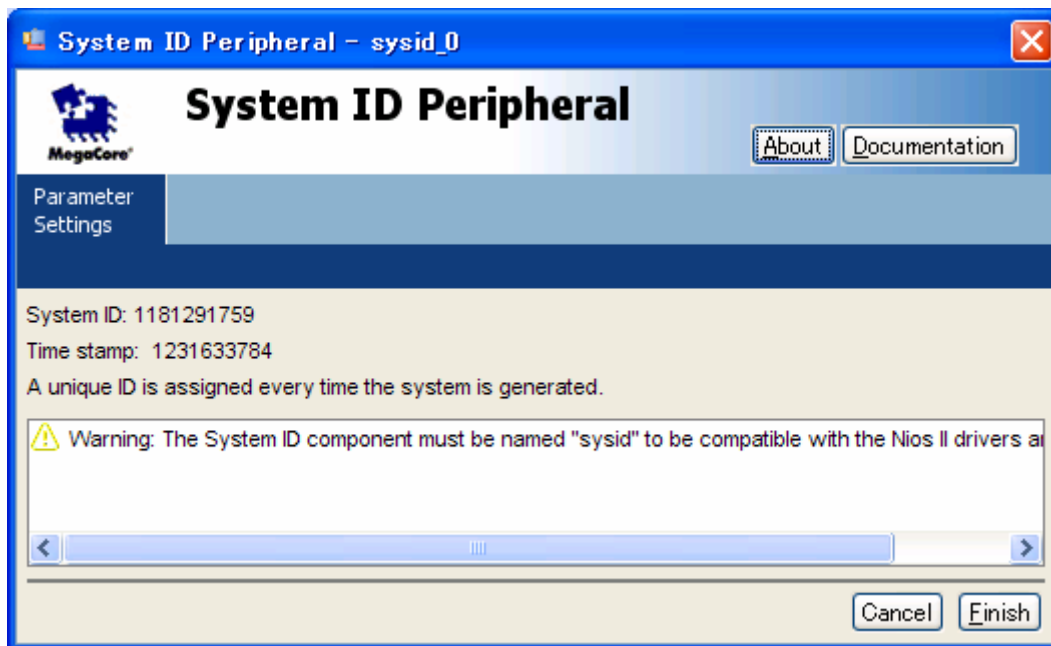 System ID Peripheral - sysid_0
System ID Peripheral
MegaCore®
About
Documentation
Parameter
Settings
System ID: 1181291759
Time stamp: 1231633784
A unique ID is assigned every time the system is generated.
Warning: The System ID component must be named "sysid" to be compatible with the Nios II drivers
Cancel
Finish